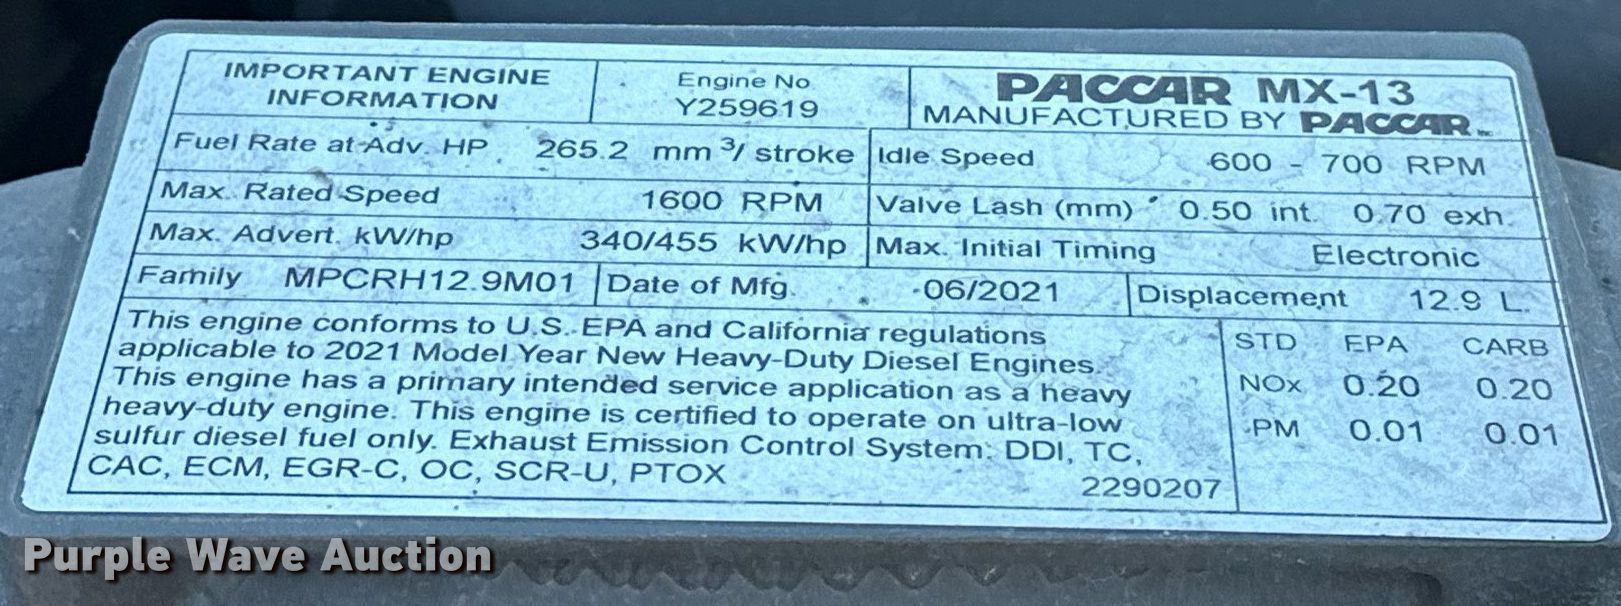 IMPORTANT ENGINE
INFORMATION
Engine No
Y259619
PACCAR MX-13
MANUFACTURED BY PACCAR
Fuel Rate at Adv. HP 265.2 mm ³/ stroke
Idle Speed 600 - 700 RPM
Max. Rated Speed 1600 RPM
Valve Lash (mm) 0.50 int. 0.70 exh.
Max. Advert. kW/hp 340/455 kW/hp
Max. Initial Timing Electronic
Family MPCRH12.9M01
Date of Mfg. 06/2021
Displacement 12.9 L.
This engine conforms to U.S. EPA and California regulations
applicable to 2021 Model Year New Heavy-Duty Diesel Engines.
This engine has a primary intended service application as a heavy
heavy-duty engine. This engine is certified to operate on ultra-low
sulfur diesel fuel only. Exhaust Emission Control System: DDI, TC,
CAC, ECM, EGR-C, OC, SCR-U, PTOX
2290207
STD EPA CARB
NOx 0.20 0.20
PM 0.01 0.01
Purple Wave Auction